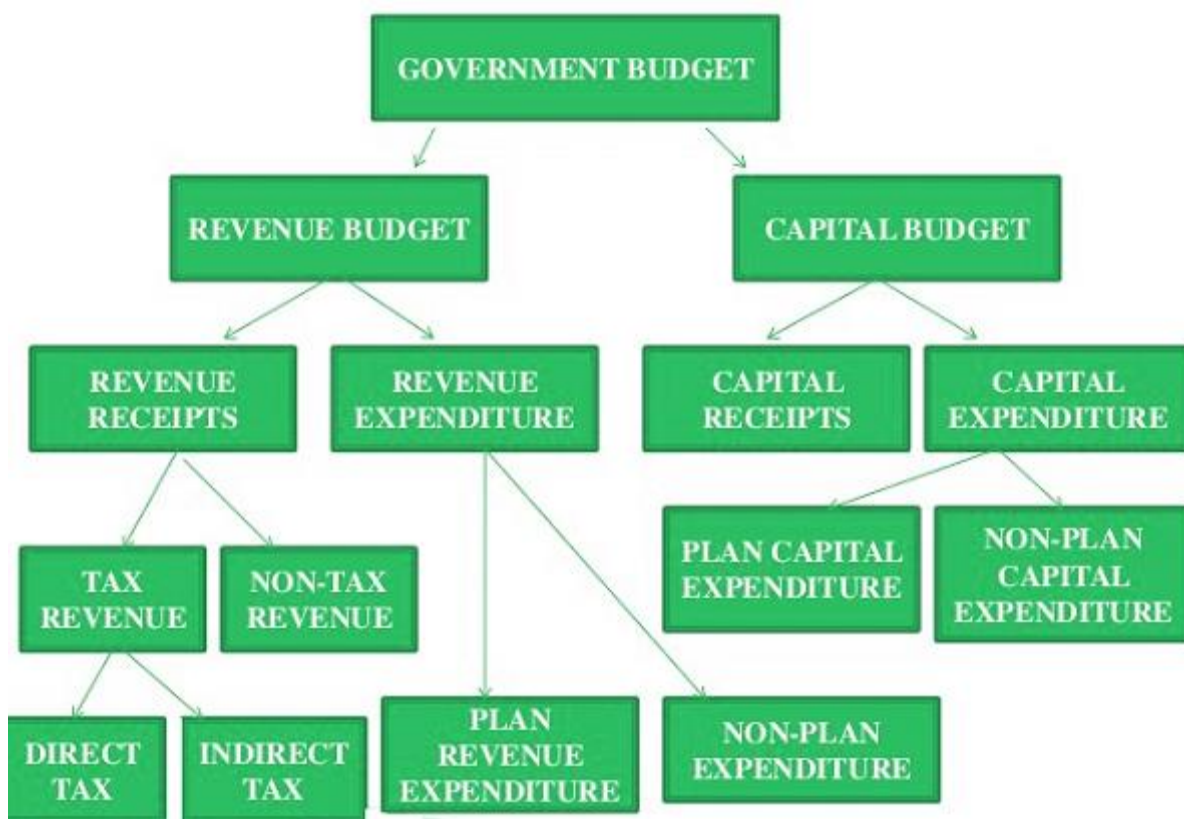 GOVERNMENT BUDGET
REVENUE BUDGET
CAPITAL BUDGET
REVENUE
RECEIPTS
REVENUE
EXPENDITURE
CAPITAL
RECEIPTS
CAPITAL
EXPENDITURE
TAX
REVENUE
NON-TAX
REVENUE
PLAN CAPITAL
EXPENDITURE
NON-PLAN
CAPITAL
EXPENDITURE
DIRECT
TAX
INDIRECT
TAX
PLAN
REVENUE
EXPENDITURE
NON-PLAN
EXPENDITURE